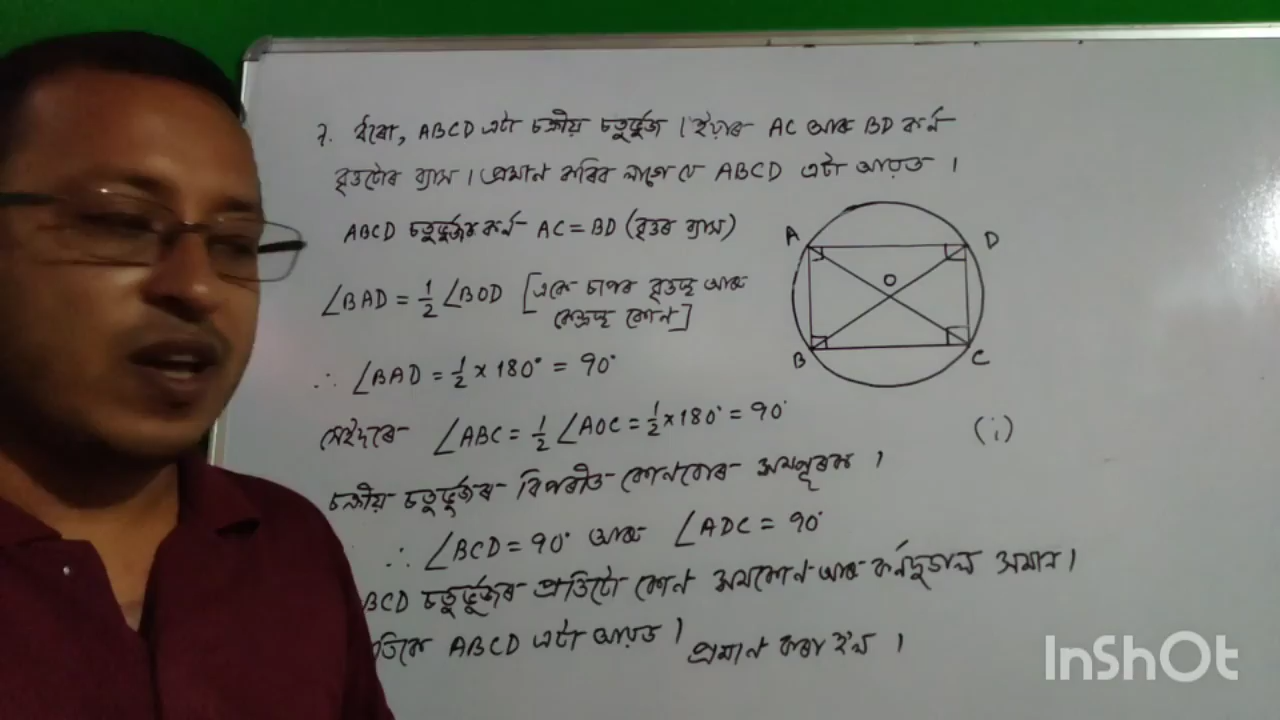 7. ধৰো, ABCD এটা চক্ৰীয় চতুৰ্ভুজ । ইয়াৰ AC আৰু BD কৰ্ণ
বৃত্তটোৰ ব্যাস । প্ৰমাণ কৰিব লাগে যে ABCD এটা আয়ত ।
ABCD চতুৰ্ভুজৰ কৰ্ণ AC = BD (বৃত্তৰ ব্যাস)
∠BAD = 1/2 ∠BOD [একে চাপৰ বৃত্তস্থ আৰু
কেন্দ্ৰস্থ কোণ]
∴ ∠BAD = 1/2 × 180° = 90°
সেইদৰে ∠ABC = 1/2 ∠AOC = 1/2 × 180° = 90°
(i)
চক্ৰীয় চতুৰ্ভুজৰ বিপৰীত কোণবোৰ সম্পূৰক ।
∴ ∠BCD = 90° আৰু ∠ADC = 90°
BCD চতুৰ্ভুজৰ প্ৰতিটো কোণ সমকোণ আৰু কৰ্ণদুডাল সমান ।
ABCD এটা আয়ত । প্ৰমাণ কৰা হ'ল ।
A
D
O
B
C
InShOt